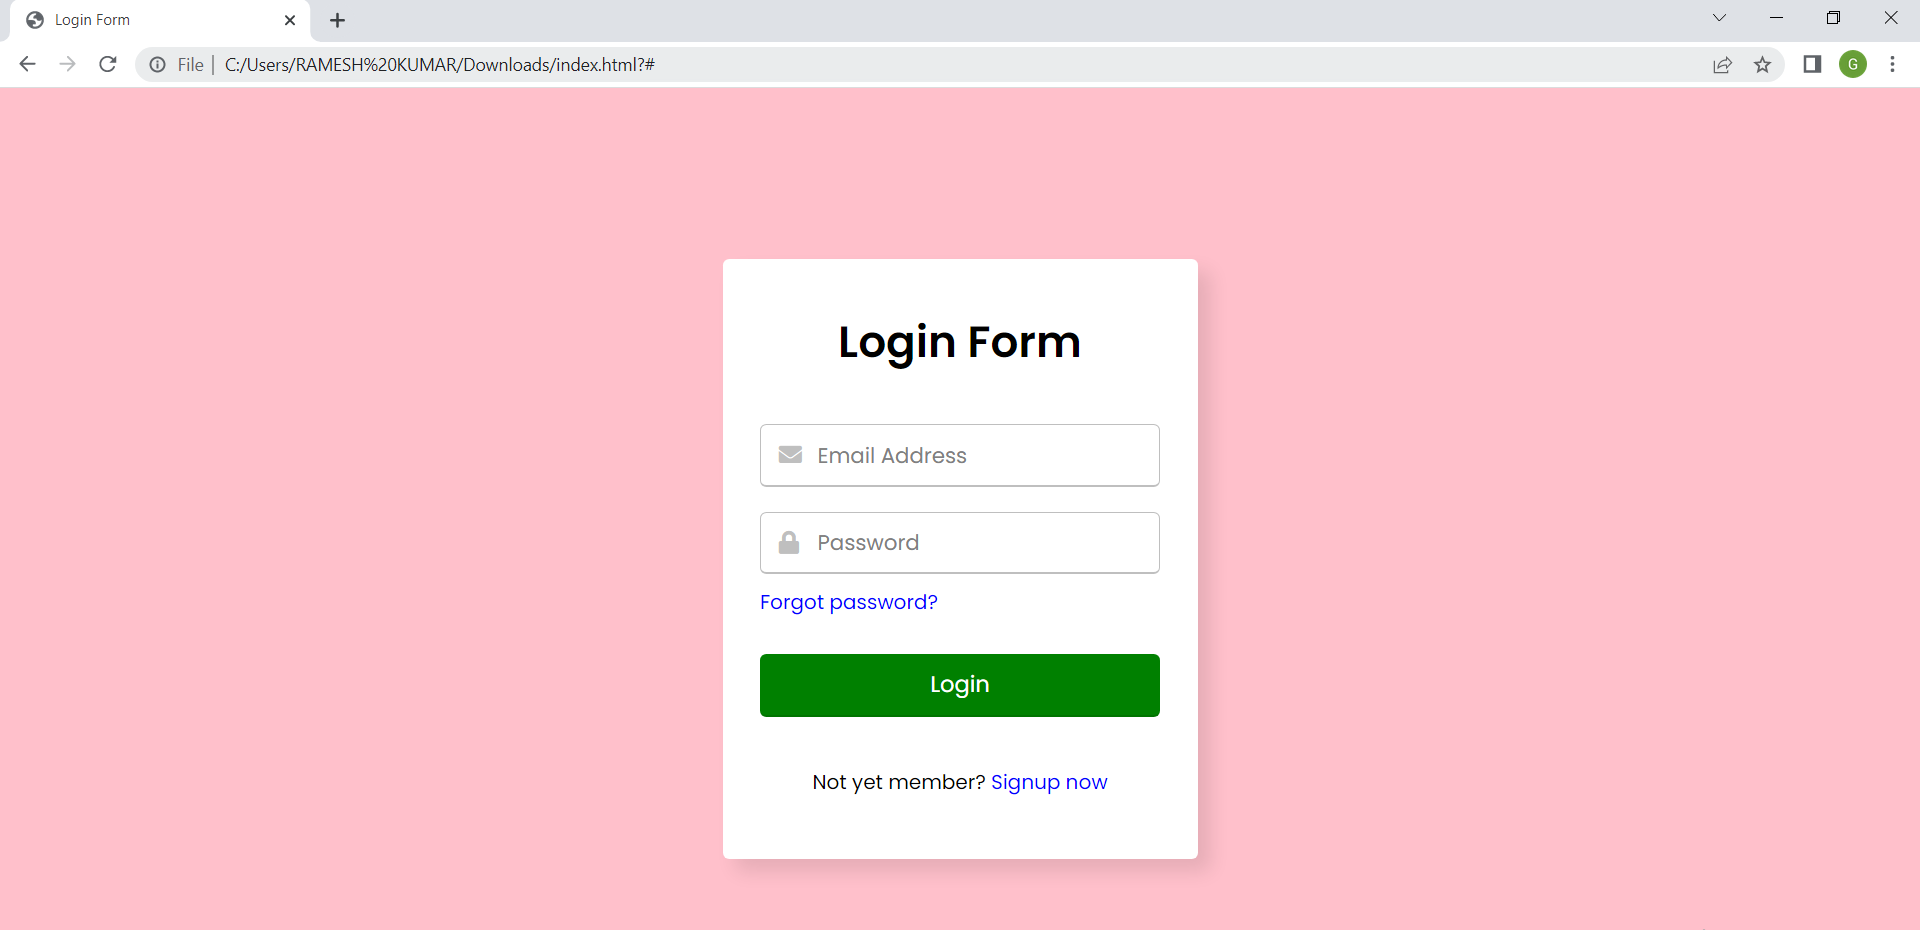 Login Form
File C:/Users/RAMESH%20KUMAR/Downloads/index.html?#
G
Login Form
Email Address
Password
Forgot password?
Login
Not yet member? Signup now